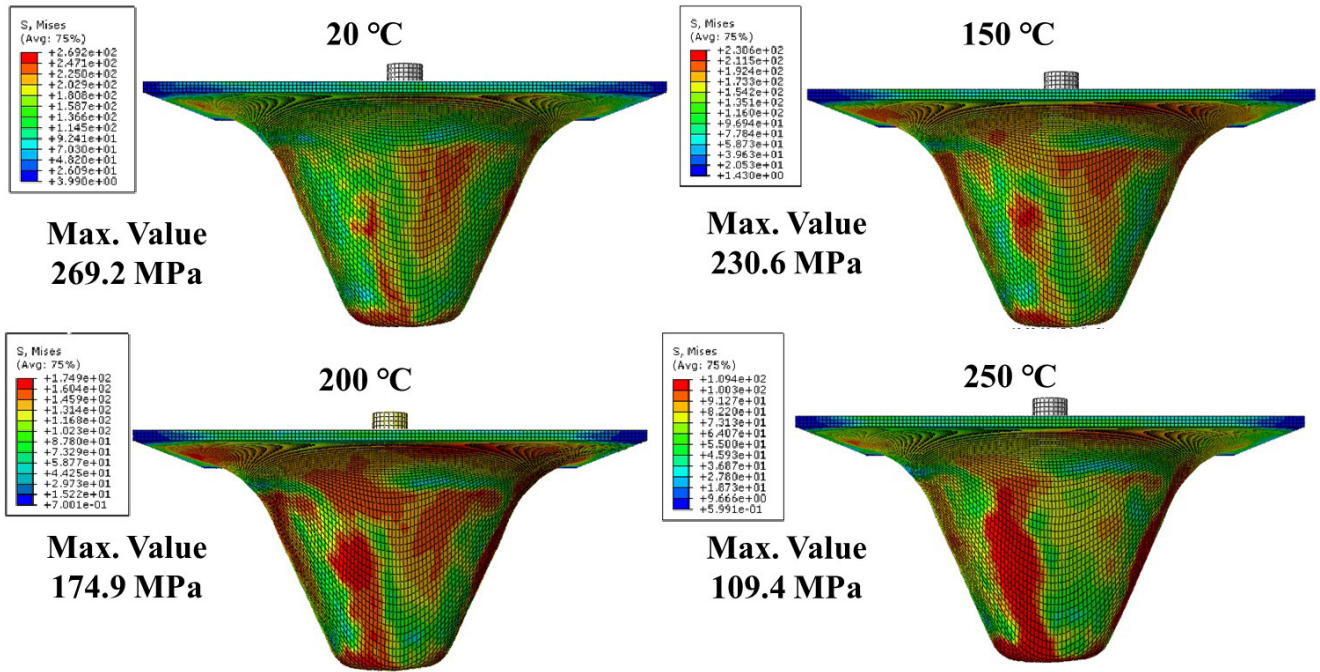 S, Mises
(Avg: 75%)
+2.692e+02
+2.471e+02
+2.250e+02
+2.029e+02
+1.808e+02
+1.587e+02
+1.366e+02
+1.145e+02
+9.241e+01
+7.030e+01
+4.820e+01
+2.609e+01
+3.990e+00
20 °C
Max. Value
269.2 MPa
S, Mises
(Avg: 75%)
+2.306e+02
+2.115e+02
+1.924e+02
+1.733e+02
+1.542e+02
+1.351e+02
+1.160e+02
+9.694e+01
+7.784e+01
+5.873e+01
+3.963e+01
+2.053e+01
+1.430e+00
150 °C
Max. Value
230.6 MPa
S, Mises
(Avg: 75%)
+1.749e+02
+1.604e+02
+1.459e+02
+1.314e+02
+1.168e+02
+1.023e+02
+8.780e+01
+7.329e+01
+5.877e+01
+4.425e+01
+2.973e+01
+1.522e+01
+7.001e-01
200 °C
Max. Value
174.9 MPa
S, Mises
(Avg: 75%)
+1.094e+02
+1.003e+02
+9.127e+01
+8.220e+01
+7.313e+01
+6.407e+01
+5.500e+01
+4.593e+01
+3.687e+01
+2.780e+01
+1.873e+01
+9.666e+00
+5.991e-01
250 °C
Max. Value
109.4 MPa